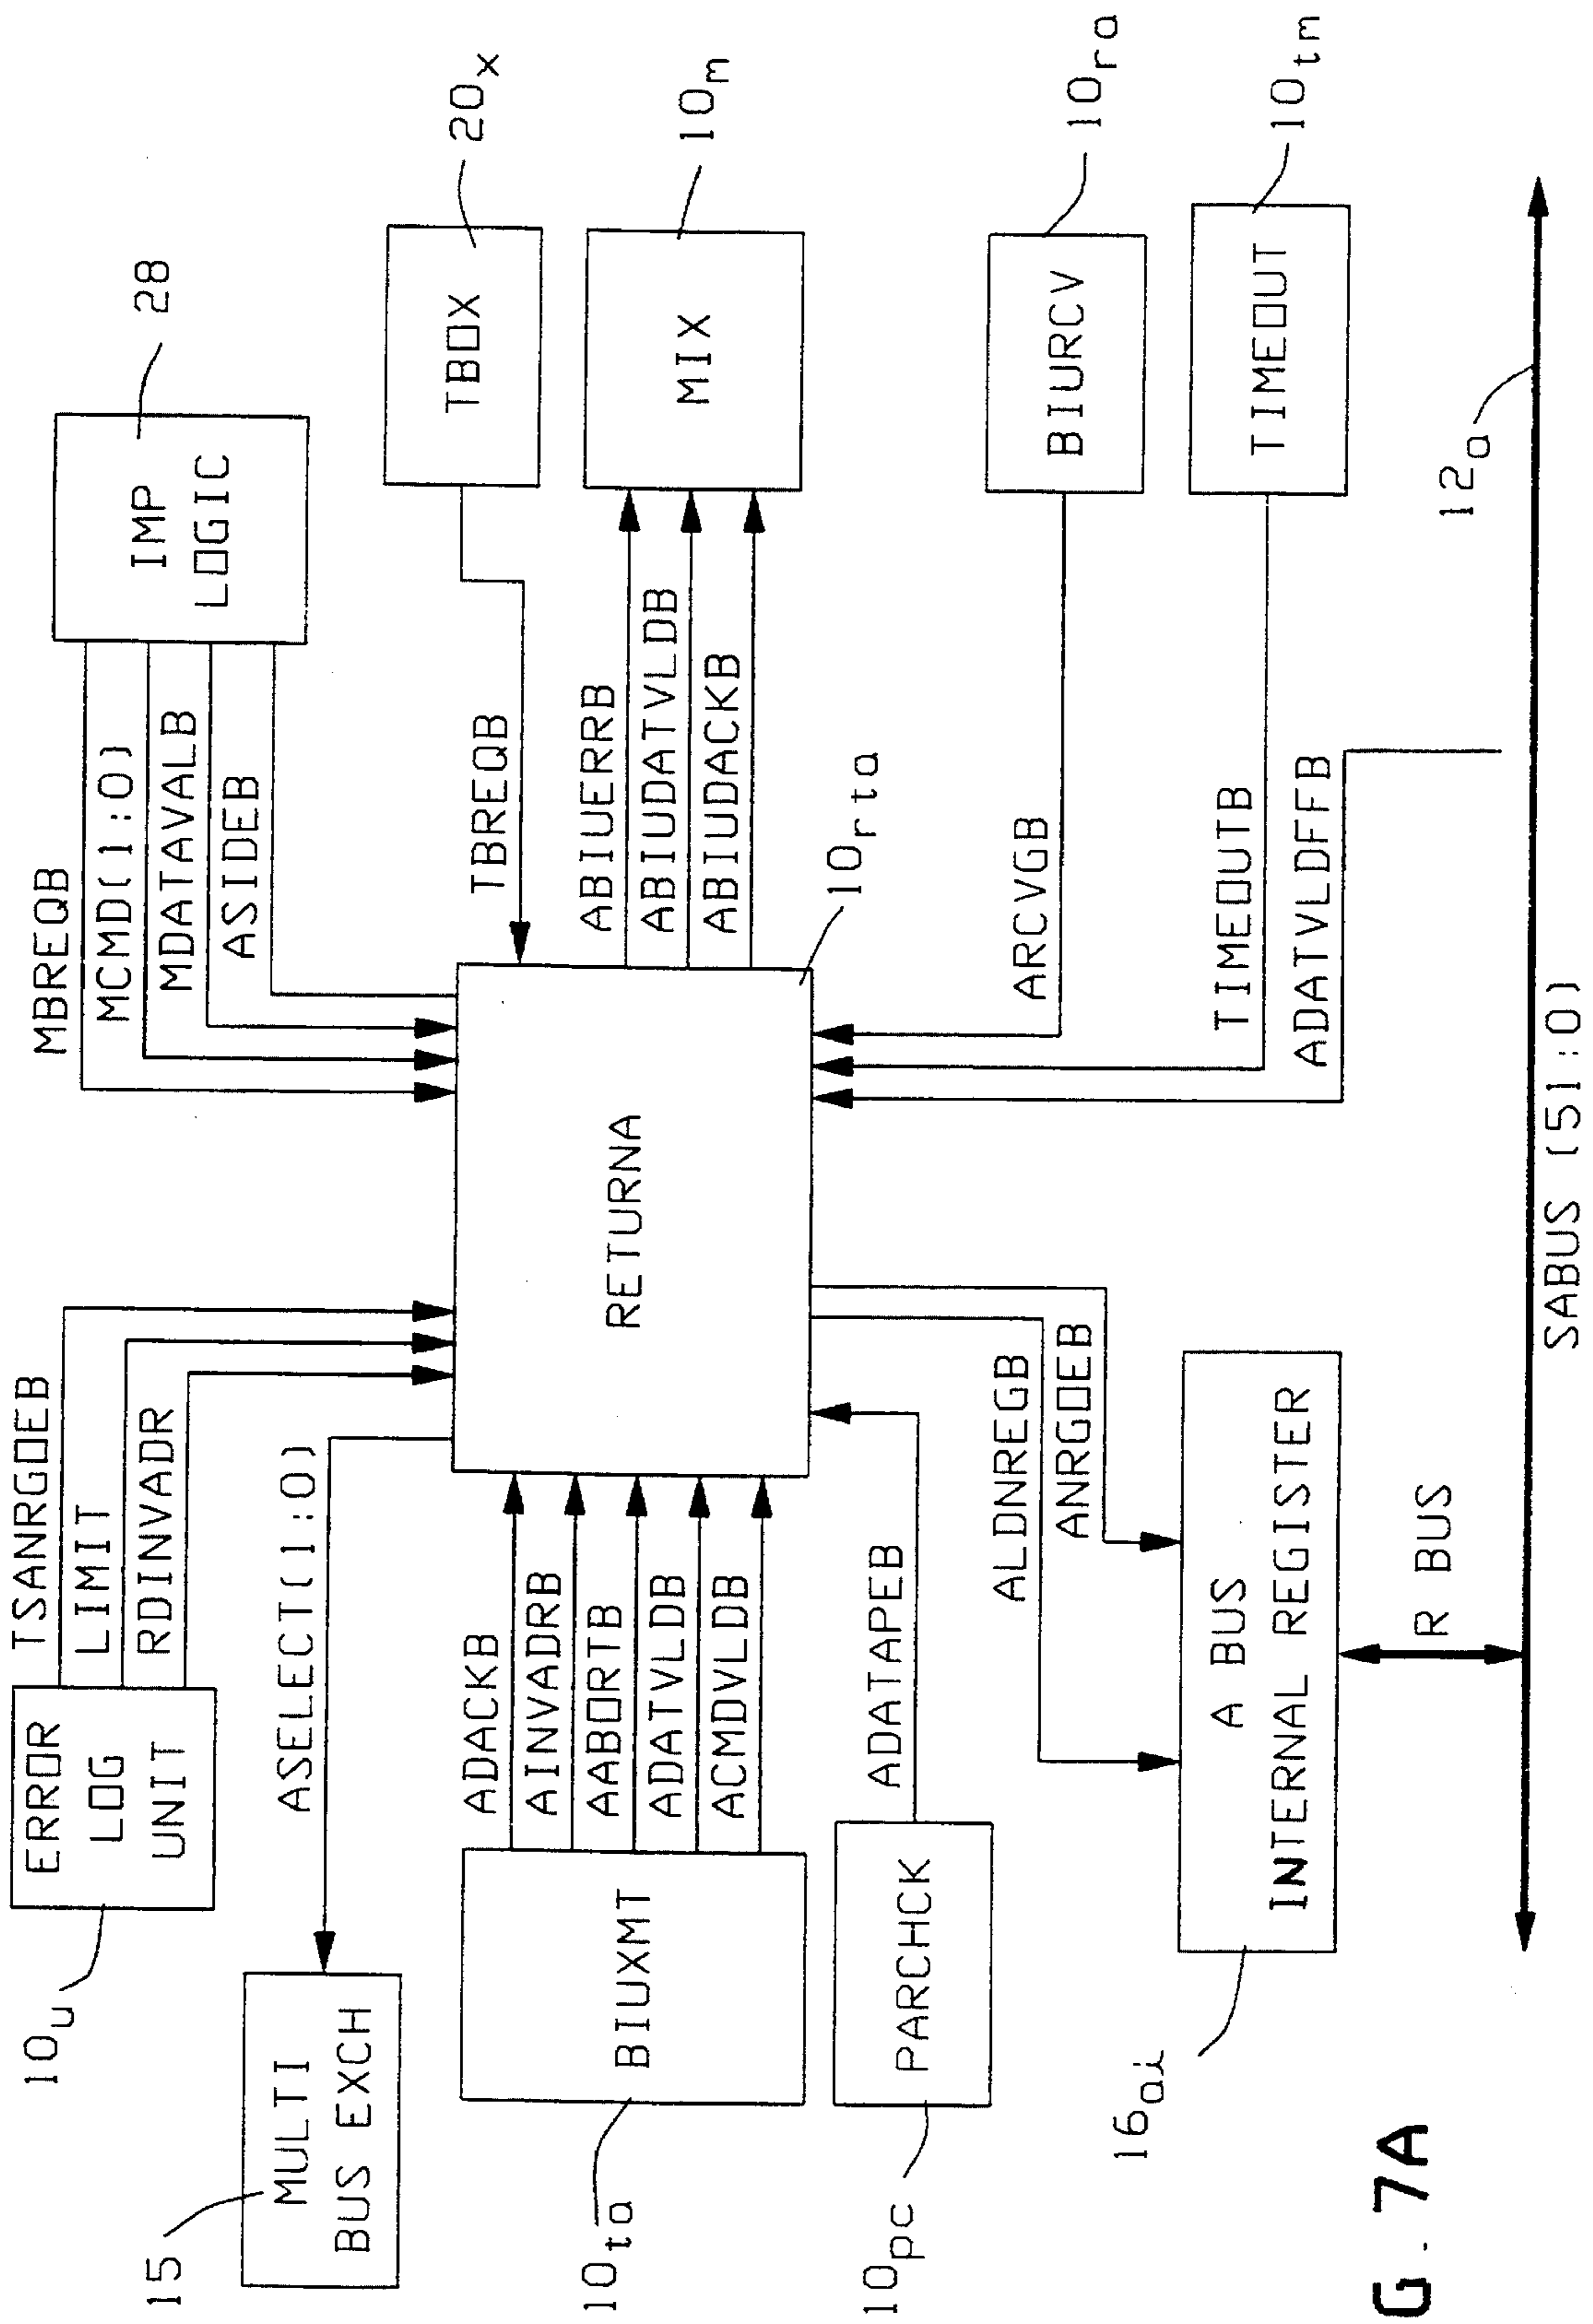 10u
ERROR
LOG
UNIT
TSANRGOEB
LIMIT
RDINVADR
MBREQB
MCMD(1:0)
MDATAVALB
ASIDEB
IMP
LOGIC
28
15
MULTI
BUS EXCH
ASELECT(1:0)
TBREQB
TBOX
20x
10ta
BIUXMT
ADACKB
AINVADRB
AABORTB
ADATVLDB
ACMDVLDB
RETURNA
10rta
ABIUERRB
ABIUDATVLDB
ABIUDACKB
MIX
10m
10pc
PARCHCK
ADATAPEB
ARCVGB
BIURCV
10ra
ALDNREGB
ANRGOEB
TIMEOUTB
ADATVLDFFB
TIMEOUT
10tm
16ai
A BUS
INTERNAL REGISTER
R BUS
12a
SABUS (51:0)
G. 7A